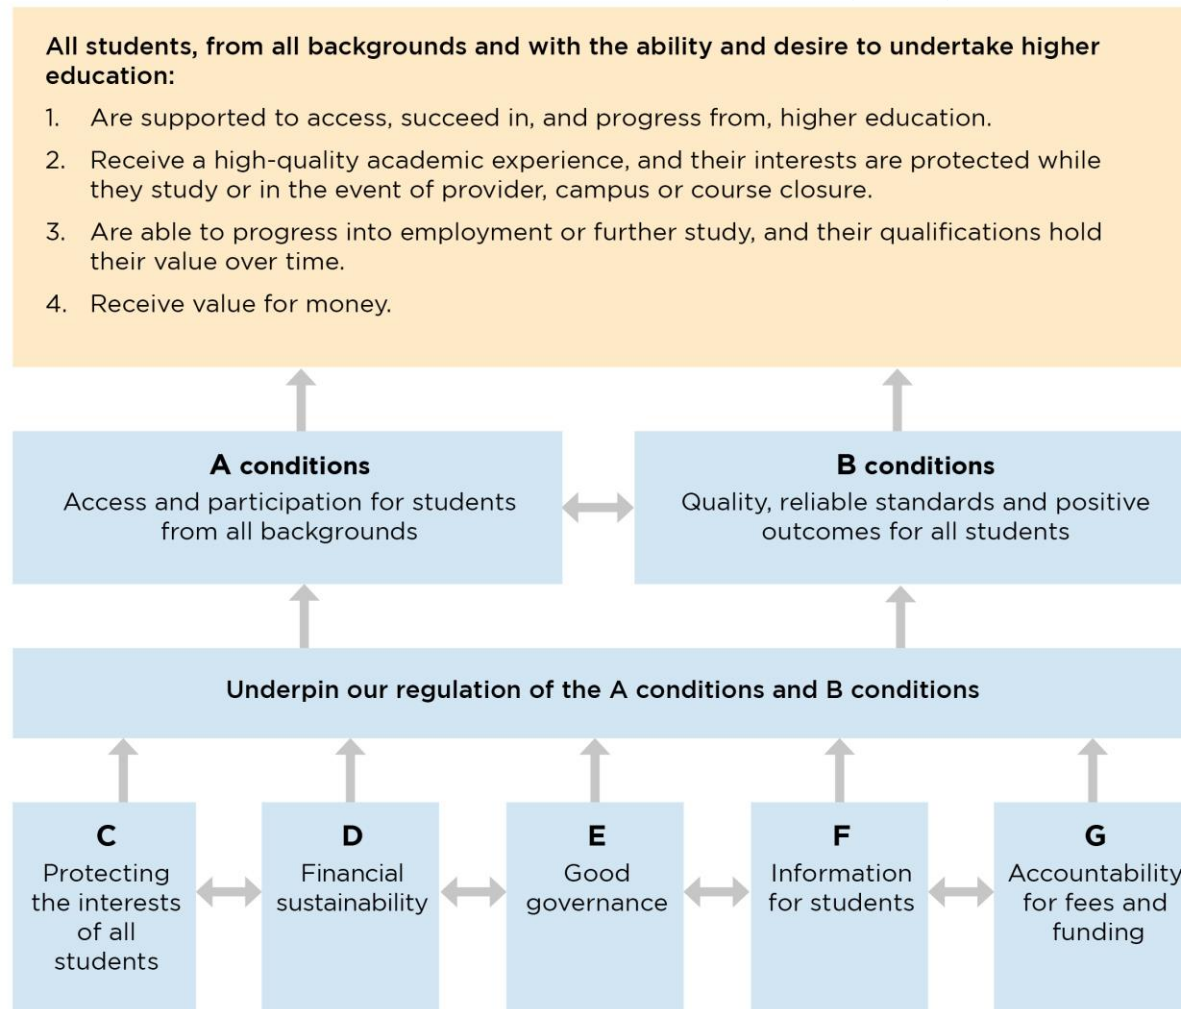 All students, from all backgrounds and with the ability and desire to undertake higher
education:
1. Are supported to access, succeed in, and progress from, higher education.
2. Receive a high-quality academic experience, and their interests are protected while
they study or in the event of provider, campus or course closure.
3. Are able to progress into employment or further study, and their qualifications hold
their value over time.
4. Receive value for money.
A conditions
Access and participation for students
from all backgrounds
B conditions
Quality, reliable standards and positive
outcomes for all students
Underpin our regulation of the A conditions and B conditions
C
Protecting
the interests
of all
students
D
Financial
sustainability
E
Good
governance
F
Information
for students
G
Accountability
for fees and
funding